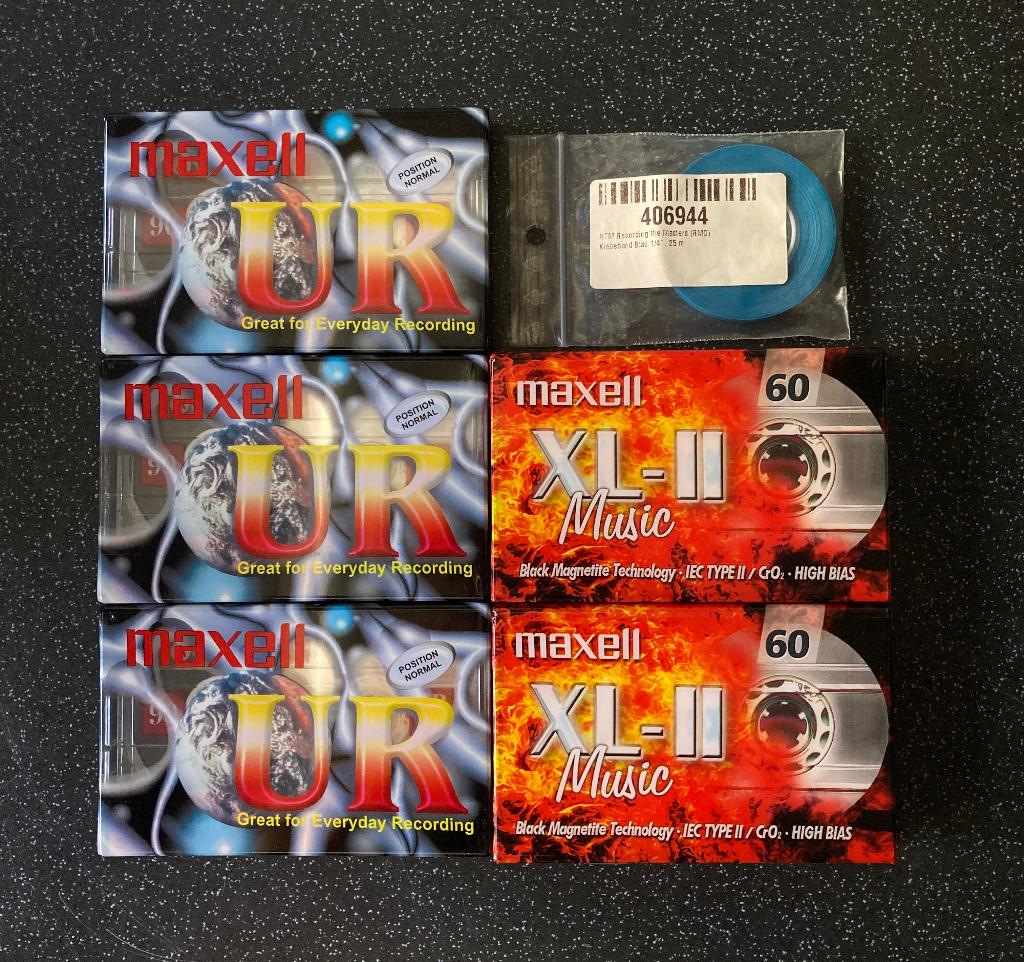 maxell
POSITION
NORMAL
UR
Great for Everyday Recording
406944
RTM Recording the Masters (RMG)
Klebeband Blau 1/4", 25 m
maxell
POSITION
NORMAL
UR
Great for Everyday Recording
maxell
60
XL-II
Music
Black Magnetite Technology · IEC TYPE II / CrO₂ · HIGH BIAS
maxell
POSITION
NORMAL
UR
Great for Everyday Recording
maxell
60
XL-II
Music
Black Magnetite Technology · IEC TYPE II / CrO₂ · HIGH BIAS